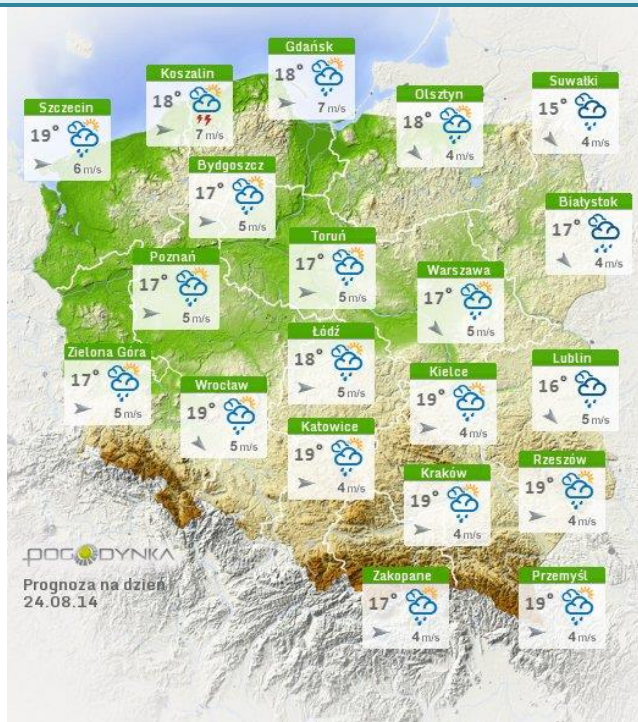 Gdańsk
18°
7 m/s
Koszalin
18°
7 m/s
Suwałki
15°
4 m/s
Olsztyn
18°
4 m/s
Szczecin
19°
6 m/s
Bydgoszcz
17°
5 m/s
Białystok
17°
4 m/s
Toruń
17°
5 m/s
Poznań
17°
5 m/s
Warszawa
17°
5 m/s
Łódź
18°
5 m/s
Zielona Góra
17°
5 m/s
Lublin
16°
5 m/s
Kielce
19°
4 m/s
Wrocław
19°
5 m/s
Katowice
19°
4 m/s
Rzeszów
19°
4 m/s
Kraków
19°
4 m/s
POGODYNKA
Prognoza na dzień
24.08.14
Zakopane
17°
4 m/s
Przemyśl
19°
4 m/s